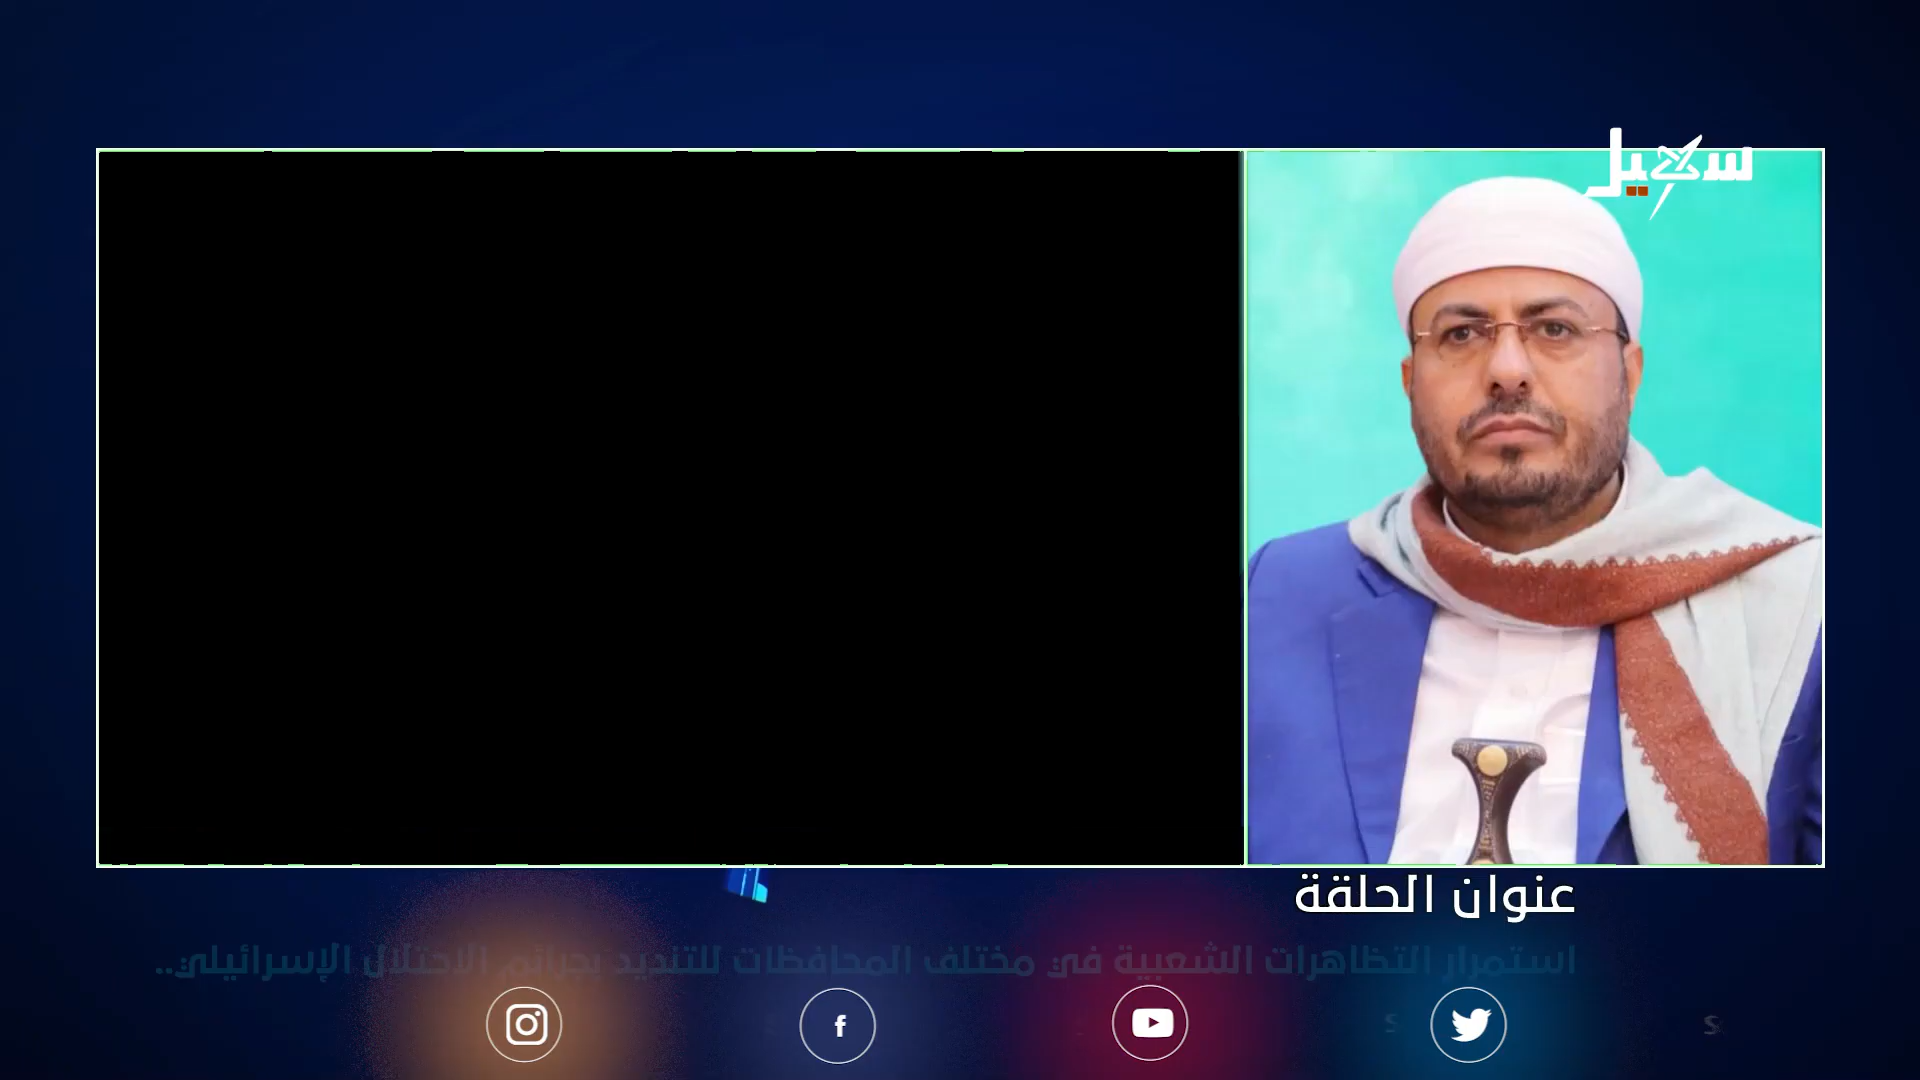 سهيل
عنوان الحلقة
استمرار التظاهرات الشعبية في مختلف المحافظات للتنديد بجرائم الاحتلال الإسرائيلي..